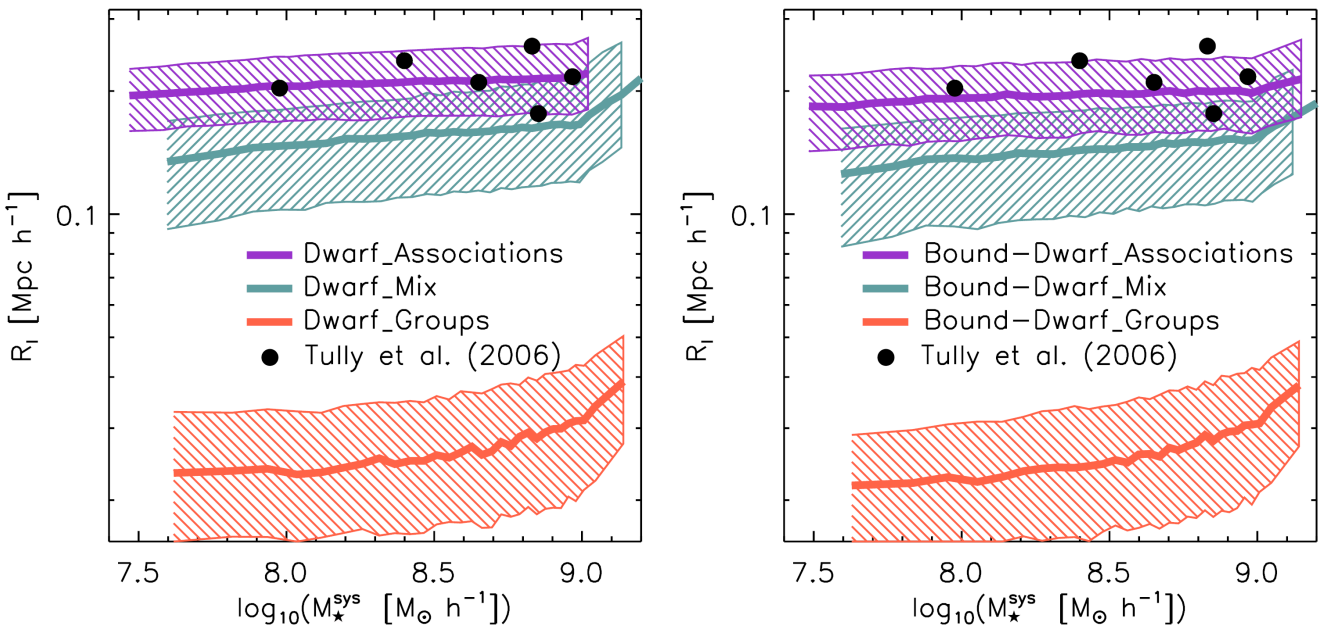 R_I [Mpc h⁻¹]
0.1
Dwarf_Associations
Dwarf_Mix
Dwarf_Groups
Tully et al. (2006)
7.5 8.0 8.5 9.0
log₁₀(M★^sys [M⊙ h⁻¹])
R_I [Mpc h⁻¹]
0.1
Bound-Dwarf_Associations
Bound-Dwarf_Mix
Bound-Dwarf_Groups
Tully et al. (2006)
7.5 8.0 8.5 9.0
log₁₀(M★^sys [M⊙ h⁻¹])